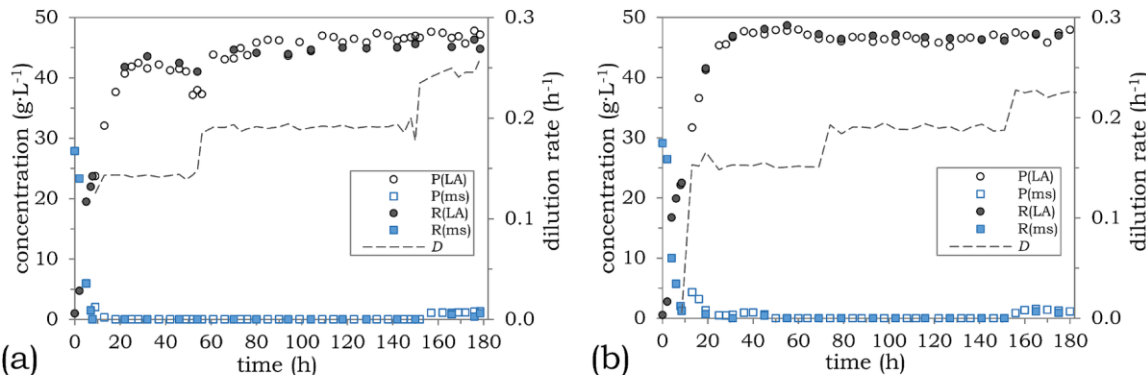 50
40
30
20
10
0
concentration (g·L⁻¹)
0.3
0.2
0.1
0.0
dilution rate (h⁻¹)
P(LA)
P(ms)
R(LA)
R(ms)
D
0 20 40 60 80 100 120 140 160 180
time (h)
(a)
50
40
30
20
10
0
concentration (g·L⁻¹)
0.3
0.2
0.1
0.0
dilution rate (h⁻¹)
P(LA)
P(ms)
R(LA)
R(ms)
D
0 20 40 60 80 100 120 140 160 180
time (h)
(b)